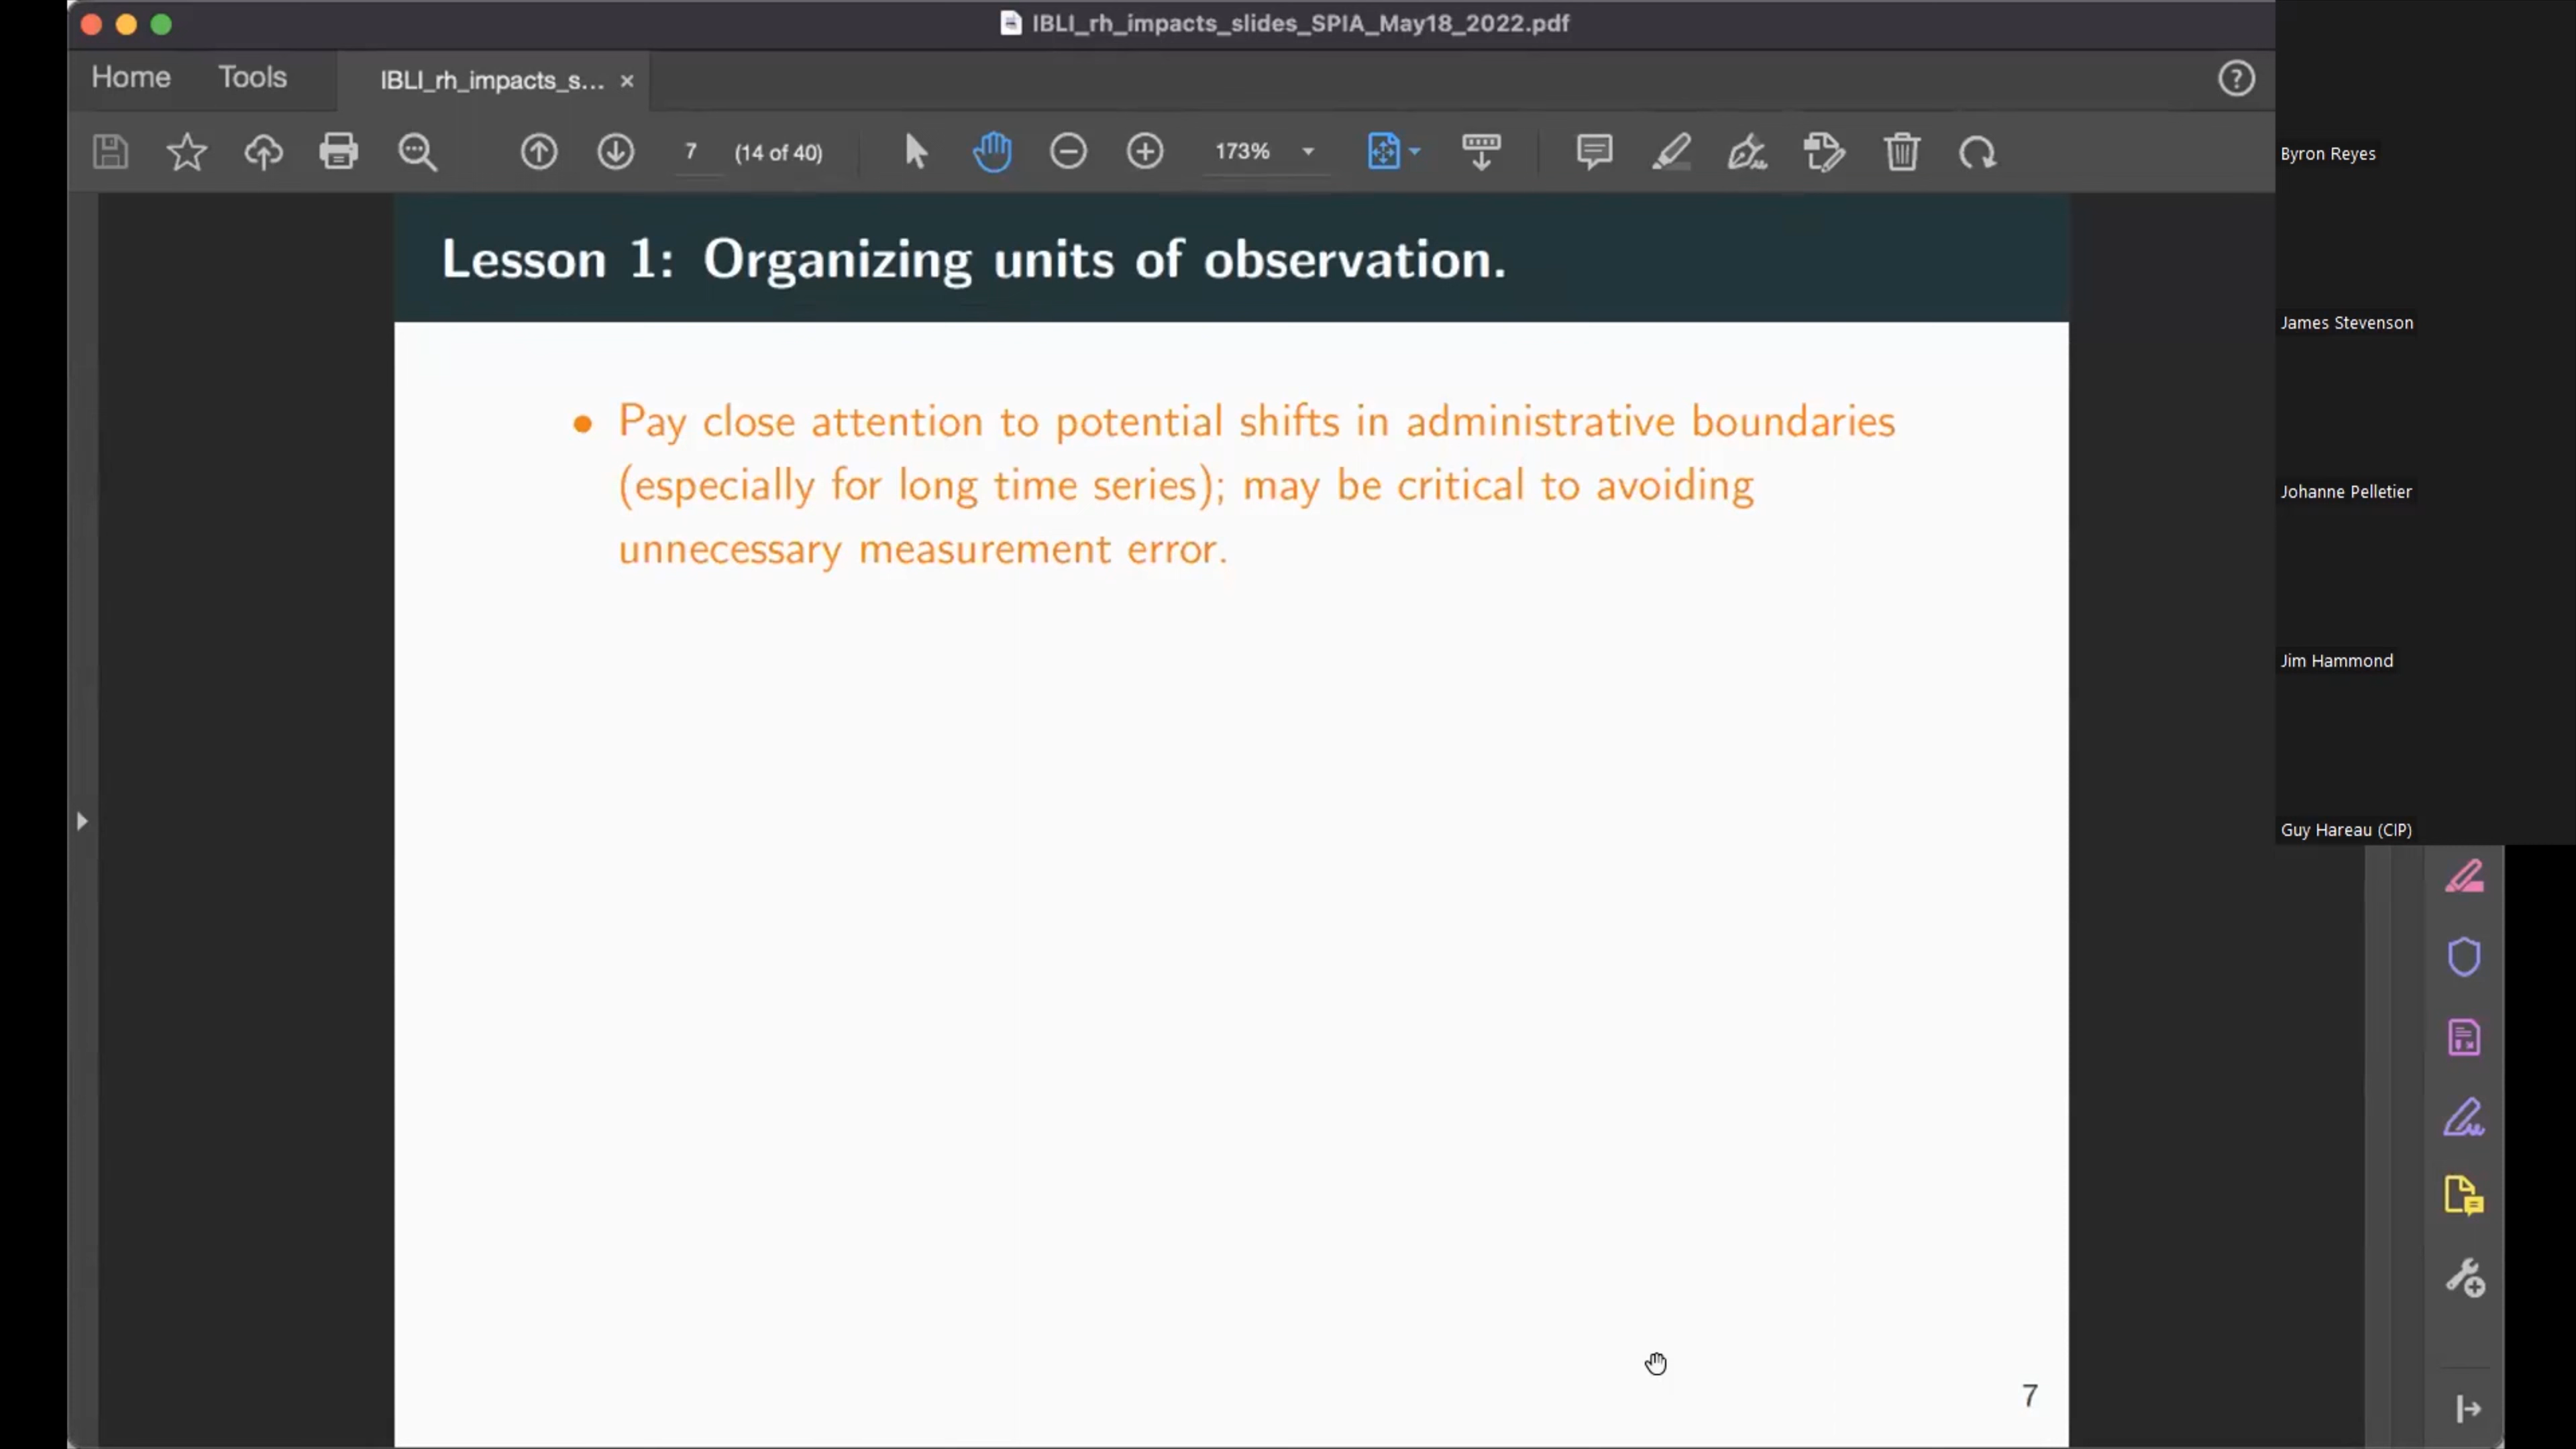 IBLI_rh_impacts_slides_SPIA_May18_2022.pdf
Home Tools IBLI_rh_impacts_s... ×
7 (14 of 40) 173%
Lesson 1: Organizing units of observation.
• Pay close attention to potential shifts in administrative boundaries
(especially for long time series); may be critical to avoiding
unnecessary measurement error.
7
Byron Reyes
James Stevenson
Johanne Pelletier
Jim Hammond
Guy Hareau (CIP)